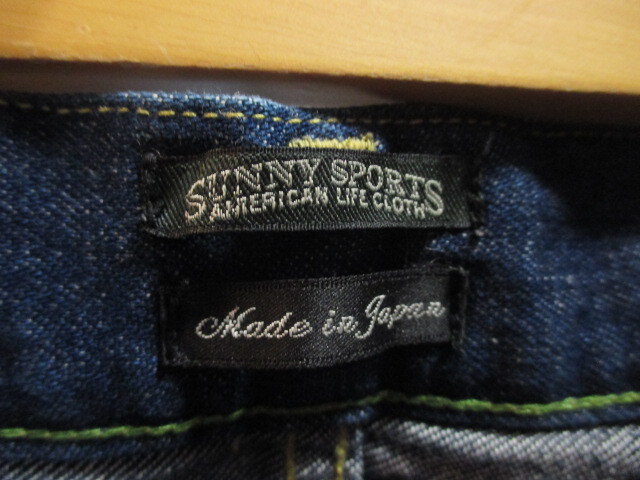 SUNNY SPORTS
AMERICAN LIFE CLOTH
Made in Japan